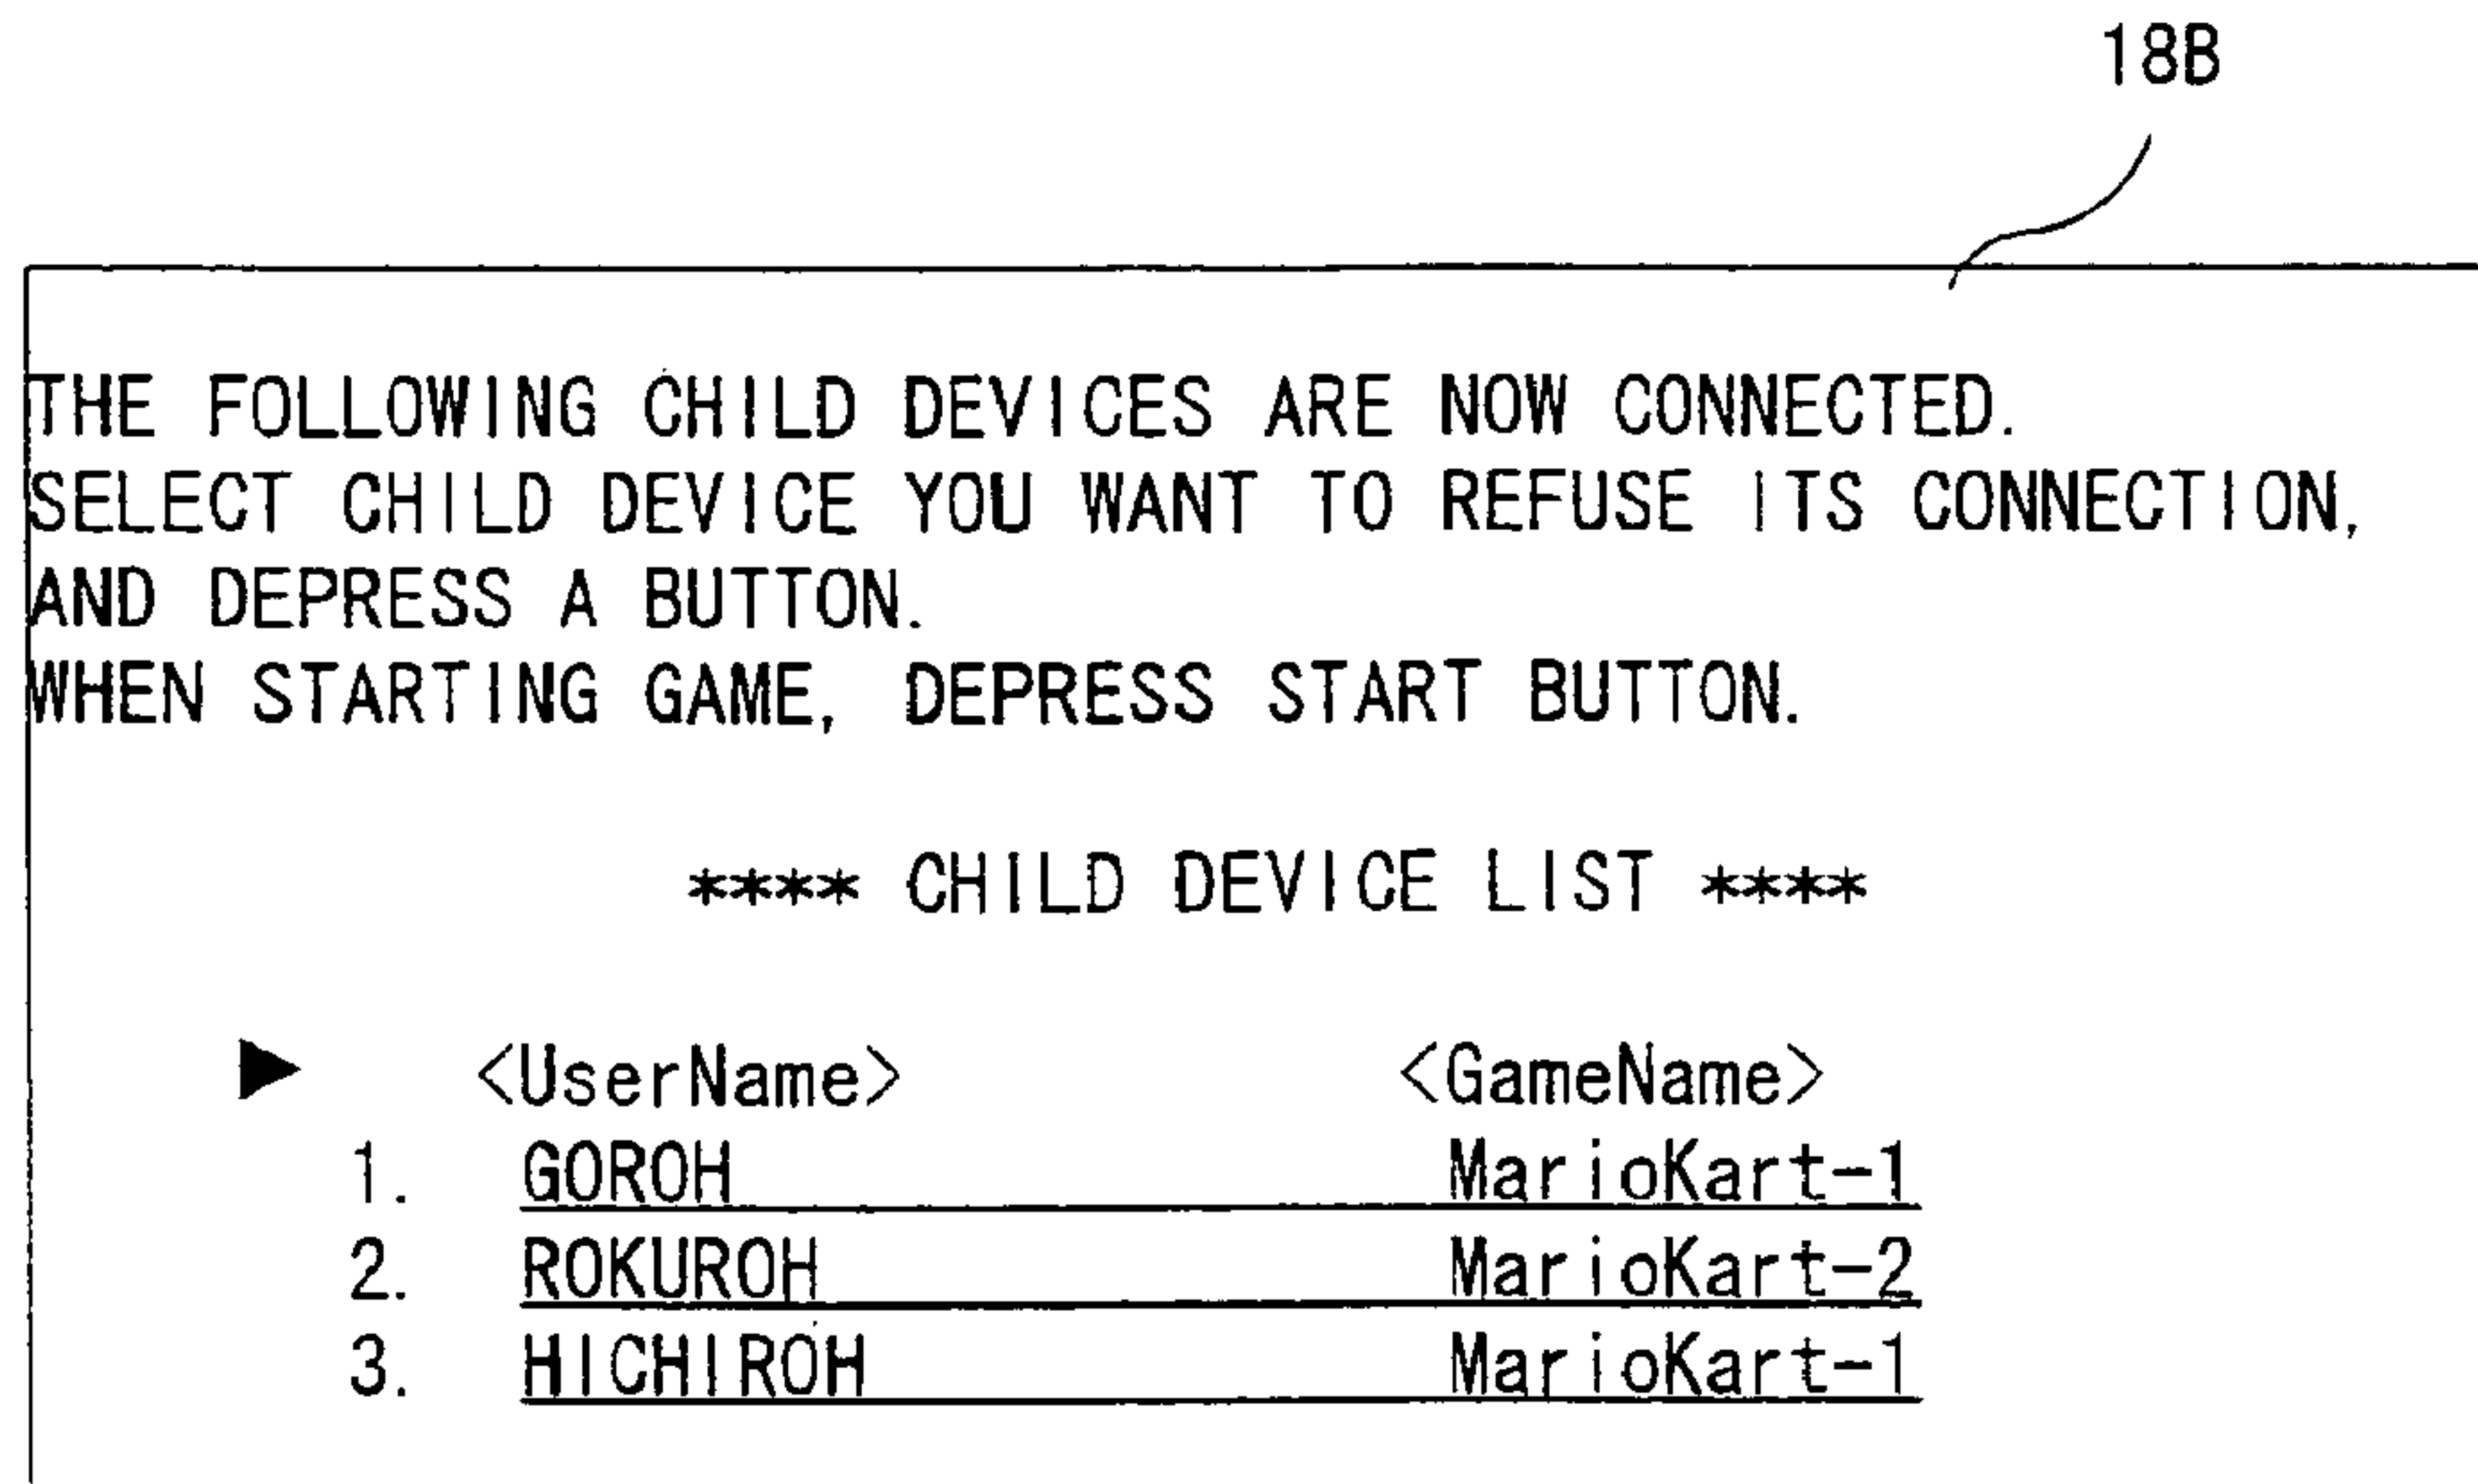 18B
THE FOLLOWING CHILD DEVICES ARE NOW CONNECTED.
SELECT CHILD DEVICE YOU WANT TO REFUSE ITS CONNECTION,
AND DEPRESS A BUTTON.
WHEN STARTING GAME, DEPRESS START BUTTON.
**** CHILD DEVICE LIST ****
▶ <UserName> <GameName>
1. GOROH MarioKart-1
2. ROKUROH MarioKart-2
3. HICHIROH MarioKart-1